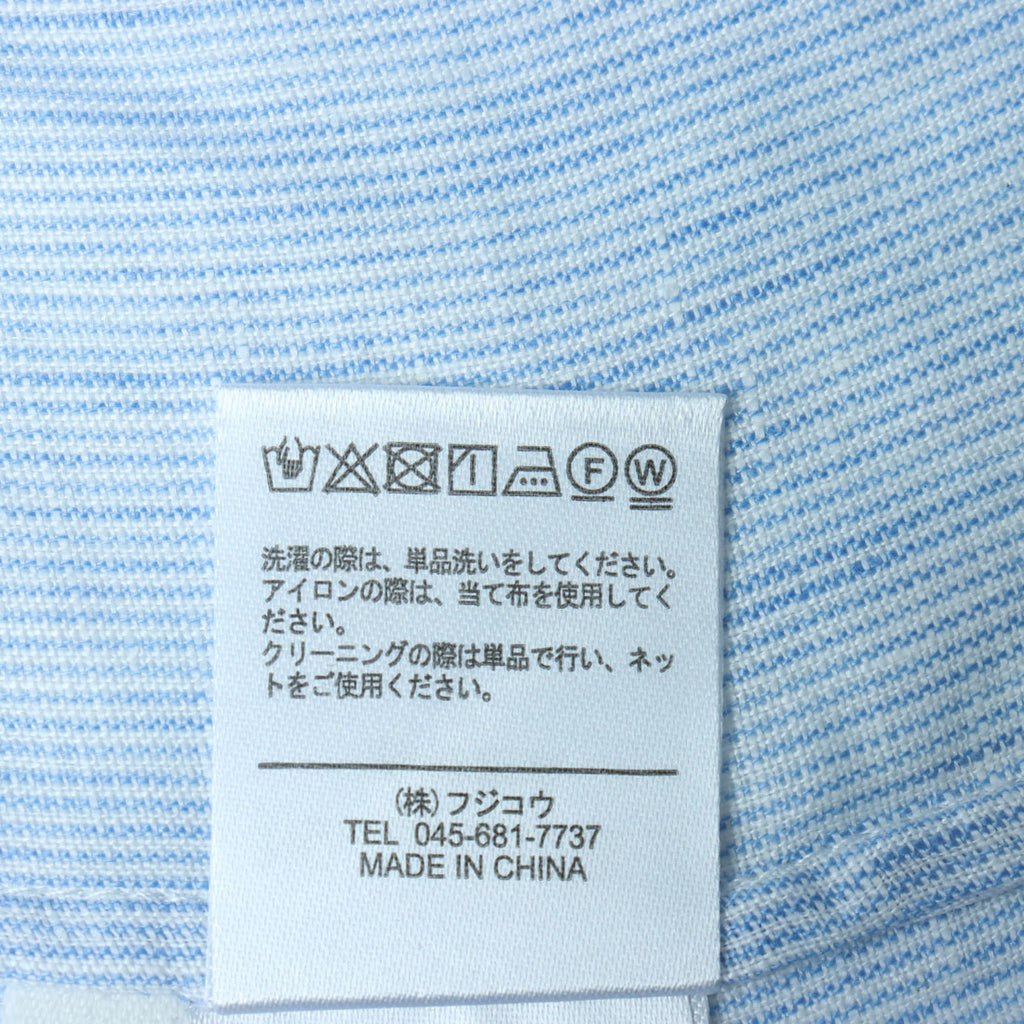 F W
洗濯の際は、単品洗いをしてください。
アイロンの際は、当て布を使用してく
ださい。
クリーニングの際は単品で行い、ネッ
トをご使用ください。
(株)フジコウ
TEL 045-681-7737
MADE IN CHINA